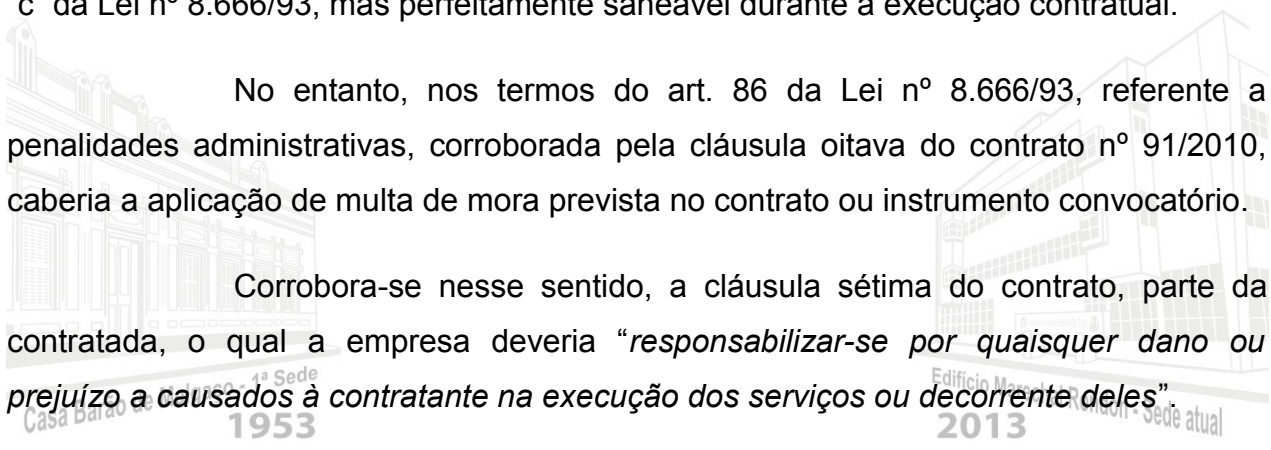 "c" da Lei nº 8.666/93, mas perfeitamente saneável durante a execução contratual.
No entanto, nos termos do art. 86 da Lei nº 8.666/93, referente a
penalidades administrativas, corroborada pela cláusula oitava do contrato nº 91/2010,
caberia a aplicação de multa de mora prevista no contrato ou instrumento convocatório.
Corrobora-se nesse sentido, a cláusula sétima do contrato, parte da
contratada, o qual a empresa deveria “responsabilizar-se por quaisquer dano ou
prejuízo a causados à contratante na execução dos serviços ou decorrente deles”.
Casa Barão de - 1ª Sede
1953
Edifício Rondon - Sede atual
2013